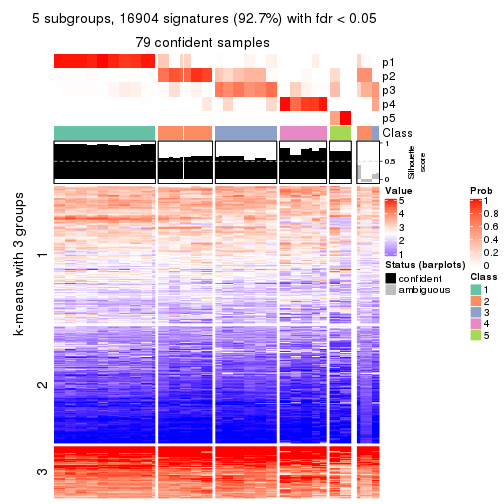 5 subgroups, 16904 signatures (92.7%) with fdr < 0.05
79 confident samples
p1
p2
p3
p4
p5
Class
1
0.5
0
Silhouette
score
k-means with 3 groups
1
2
3
Value
5
4
3
2
1
Status (barplots)
confident
ambiguous
Prob
1
0.8
0.6
0.4
0.2
0
Class
1
2
3
4
5